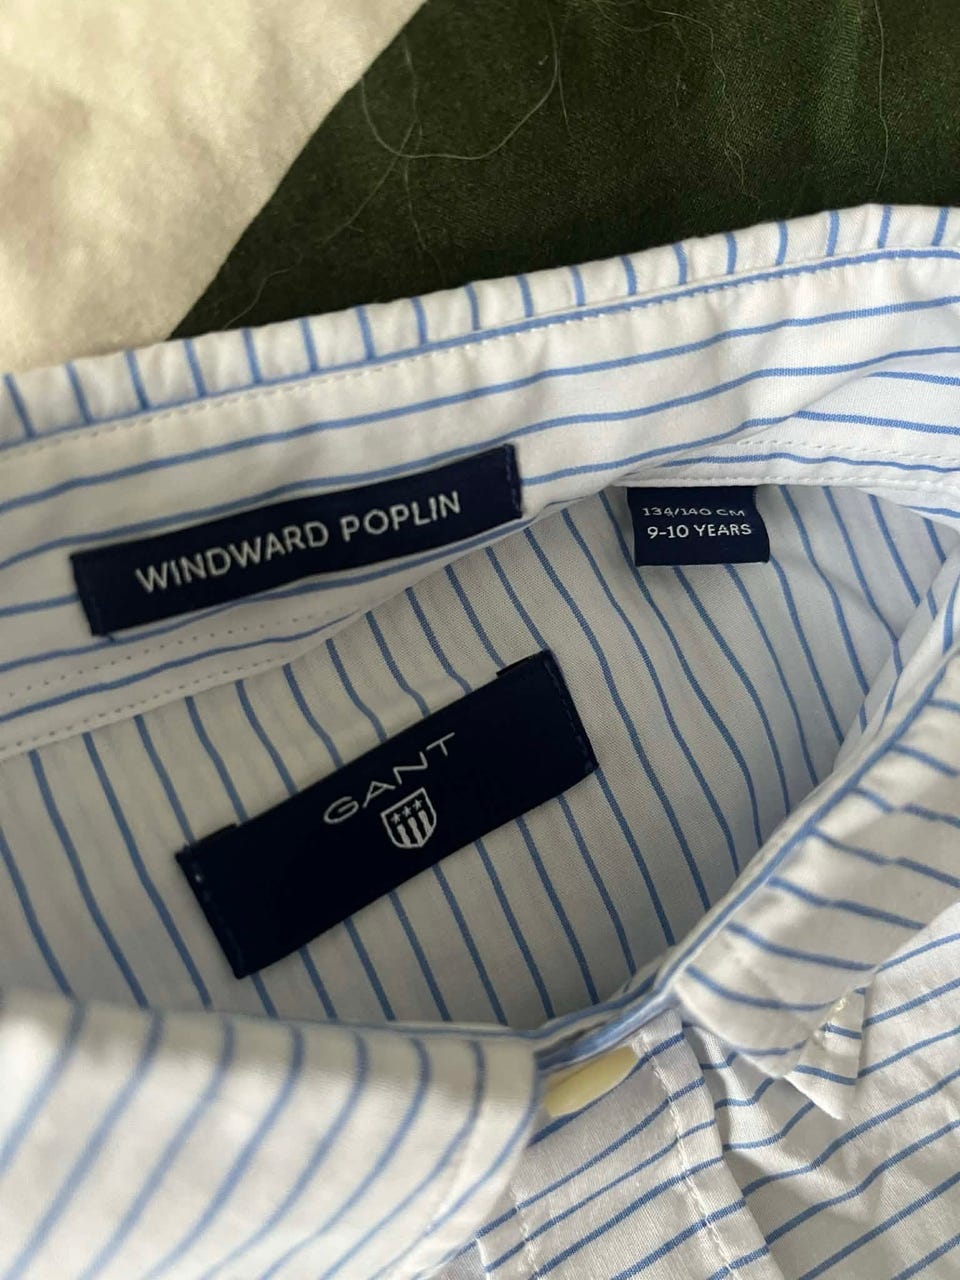 WINDWARD POPLIN
134/140 CM
9-10 YEARS
GANT